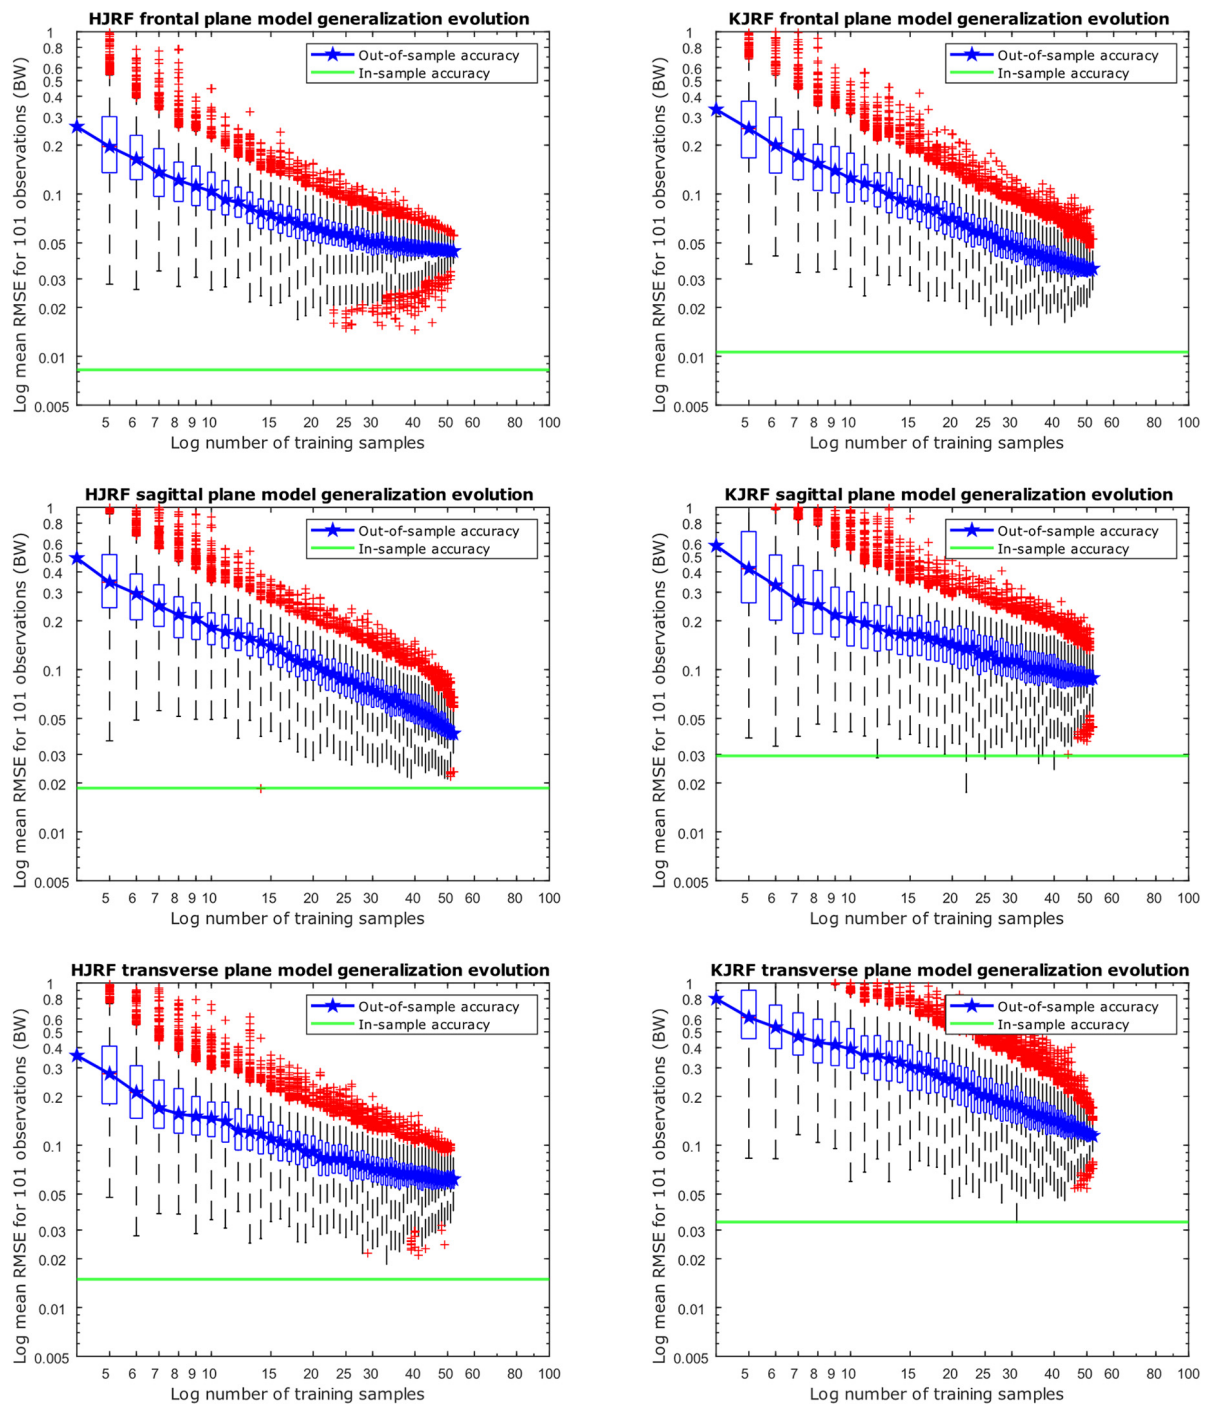 HJRF frontal plane model generalization evolution
Log mean RMSE for 101 observations (BW)
1
0.8
0.6
0.5
0.4
0.3
0.2
0.1
0.05
0.03
0.02
0.01
0.005
Out-of-sample accuracy
In-sample accuracy
5 6 7 8 9 10 15 20 25 30 40 50 60 80 100
Log number of training samples
KJRF frontal plane model generalization evolution
Log mean RMSE for 101 observations (BW)
1
0.8
0.6
0.5
0.4
0.3
0.2
0.1
0.05
0.03
0.02
0.01
0.005
Out-of-sample accuracy
In-sample accuracy
5 6 7 8 9 10 15 20 25 30 40 50 60 80 100
Log number of training samples
HJRF sagittal plane model generalization evolution
Log mean RMSE for 101 observations (BW)
1
0.8
0.6
0.5
0.4
0.3
0.2
0.1
0.05
0.03
0.02
0.01
0.005
Out-of-sample accuracy
In-sample accuracy
5 6 7 8 9 10 15 20 25 30 40 50 60 80 100
Log number of training samples
KJRF sagittal plane model generalization evolution
Log mean RMSE for 101 observations (BW)
1
0.8
0.6
0.5
0.4
0.3
0.2
0.1
0.05
0.03
0.02
0.01
0.005
Out-of-sample accuracy
In-sample accuracy
5 6 7 8 9 10 15 20 25 30 40 50 60 80 100
Log number of training samples
HJRF transverse plane model generalization evolution
Log mean RMSE for 101 observations (BW)
1
0.8
0.6
0.5
0.4
0.3
0.2
0.1
0.05
0.03
0.02
0.01
0.005
Out-of-sample accuracy
In-sample accuracy
5 6 7 8 9 10 15 20 25 30 40 50 60 80 100
Log number of training samples
KJRF transverse plane model generalization evolution
Log mean RMSE for 101 observations (BW)
1
0.8
0.6
0.5
0.4
0.3
0.2
0.1
0.05
0.03
0.02
0.01
0.005
Out-of-sample accuracy
In-sample accuracy
5 6 7 8 9 10 15 20 25 30 40 50 60 80 100
Log number of training samples